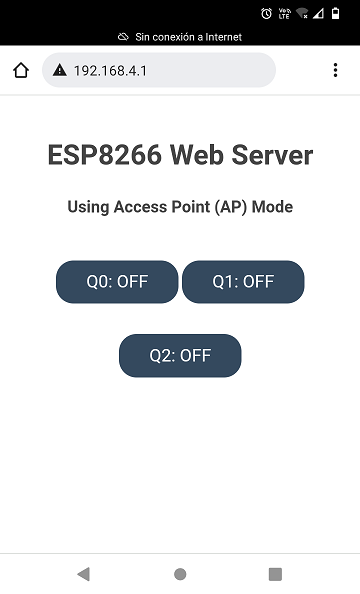 Vo))
LTE
Sin conexión a Internet
192.168.4.1
ESP8266 Web Server
Using Access Point (AP) Mode
Q0: OFF Q1: OFF
Q2: OFF